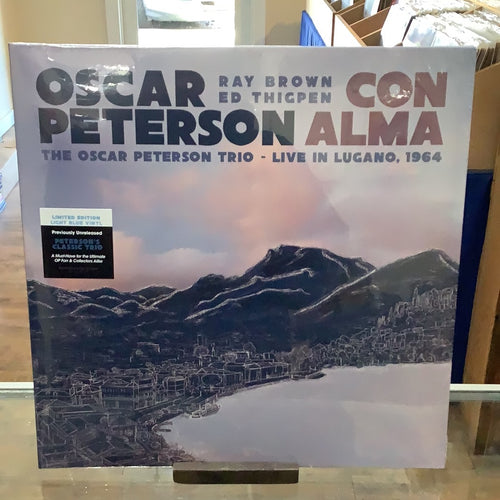 OSCAR RAY BROWN CON
ED THIGPEN
PETERSON ALMA
THE OSCAR PETERSON TRIO - LIVE IN LUGANO, 1964
LIMITED EDITION
LIGHT BLUE VINYL
Previously Unreleased
PETERSON'S
CLASSIC TRIO
A Must-Have for the Ultimate
OP Fan & Collectors Alike